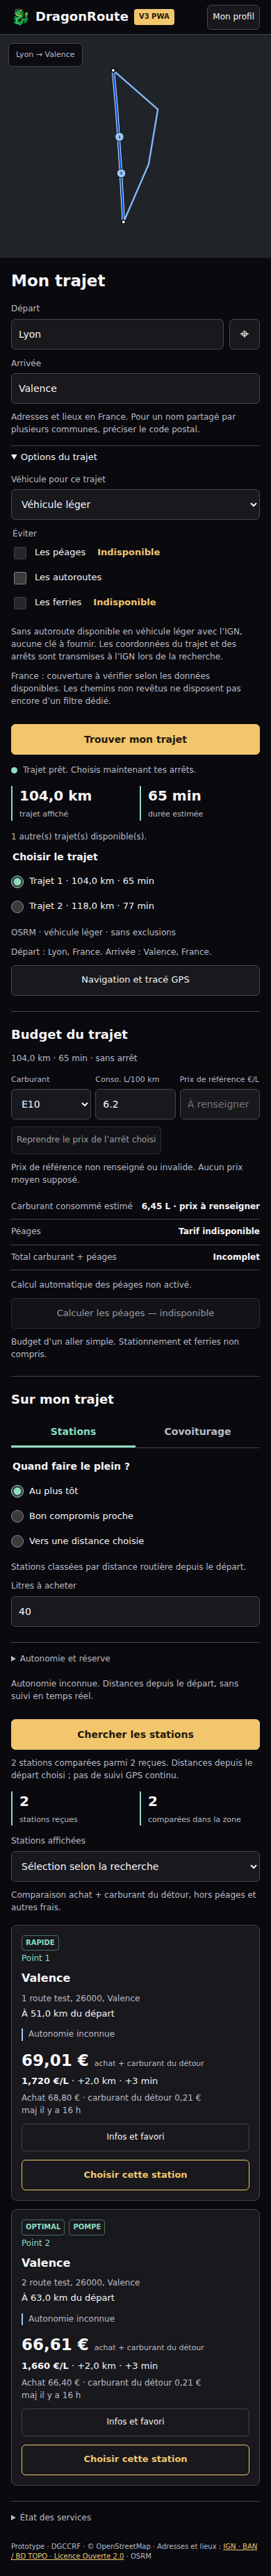 DragonRoute V3 PWA Mon profil
Lyon → Valence
1
2
Mon trajet
Départ
Lyon
Arrivée
Valence
Adresses et lieux en France. Pour un nom partagé par
plusieurs communes, préciser le code postal.
▼ Options du trajet
Véhicule pour ce trajet
Véhicule léger
Éviter
Les péages Indisponible
Les autoroutes
Les ferries Indisponible
Sans autoroute disponible en véhicule léger avec l’IGN,
aucune clé à fournir. Les coordonnées du trajet et des
arrêts sont transmises à l’IGN lors de la recherche.
France : couverture à vérifier selon les données
disponibles. Les chemins non revêtus ne disposent pas
encore d’un filtre dédié.
Trouver mon trajet
Trajet prêt. Choisis maintenant tes arrêts.
104,0 km 65 min
trajet affiché durée estimée
1 autre(s) trajet(s) disponible(s).
Choisir le trajet
Trajet 1 · 104,0 km · 65 min
Trajet 2 · 118,0 km · 77 min
OSRM · véhicule léger · sans exclusions
Départ : Lyon, France. Arrivée : Valence, France.
Navigation et tracé GPS
Budget du trajet
104,0 km · 65 min · sans arrêt
Carburant Conso. L/100 km Prix de référence €/L
E10 6.2 À renseigner
Reprendre le prix de l’arrêt choisi
Prix de référence non renseigné ou invalide. Aucun prix
moyen supposé.
Carburant consommé estimé 6,45 L · prix à renseigner
Péages Tarif indisponible
Total carburant + péages Incomplet
Calcul automatique des péages non activé.
Calculer les péages — indisponible
Budget d’un aller simple. Stationnement et ferries non
compris.
Sur mon trajet
Stations Covoiturage
Quand faire le plein ?
Au plus tôt
Bon compromis proche
Vers une distance choisie
Stations classées par distance routière depuis le départ.
Litres à acheter
40
▶ Autonomie et réserve
Autonomie inconnue. Distances depuis le départ, sans
suivi en temps réel.
Chercher les stations
2 stations comparées parmi 2 reçues. Distances depuis le
départ choisi ; pas de suivi GPS continu.
2 2
stations reçues comparées dans la zone
Stations affichées
Sélection selon la recherche
Comparaison achat + carburant du détour, hors péages et
autres frais.
RAPIDE
Point 1
Valence
1 route test, 26000, Valence
À 51,0 km du départ
Autonomie inconnue
69,01 € achat + carburant du détour
1,720 €/L · +2,0 km · +3 min
Achat 68,80 € · carburant du détour 0,21 €
maj il y a 16 h
Infos et favori
Choisir cette station
OPTIMAL POMPE
Point 2
Valence
2 route test, 26000, Valence
À 63,0 km du départ
Autonomie inconnue
66,61 € achat + carburant du détour
1,660 €/L · +2,0 km · +3 min
Achat 66,40 € · carburant du détour 0,21 €
maj il y a 16 h
Infos et favori
Choisir cette station
▶ État des services
Prototype · DGCCRF · © OpenStreetMap · Adresses et lieux : IGN · BAN
/ BD TOPO · Licence Ouverte 2.0 · OSRM